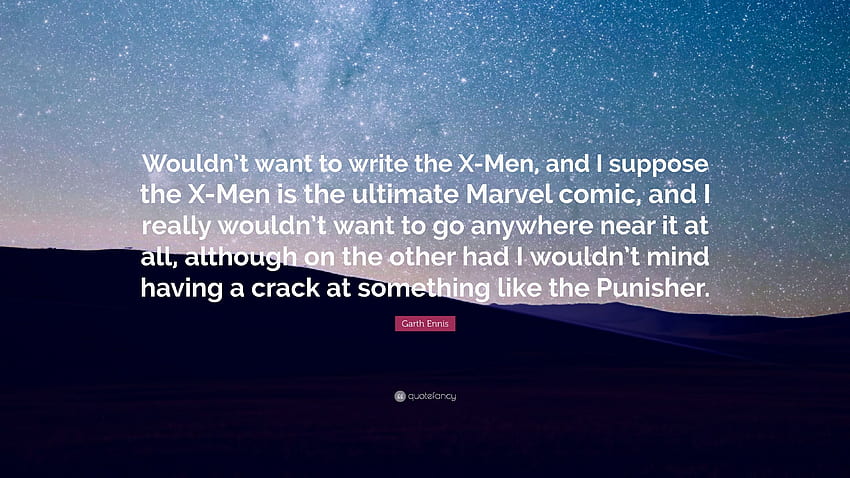 Wouldn’t want to write the X-Men, and I suppose
the X-Men is the ultimate Marvel comic, and I
really wouldn’t want to go anywhere near it at
all, although on the other had I wouldn’t mind
having a crack at something like the Punisher.
Garth Ennis
quotefancy